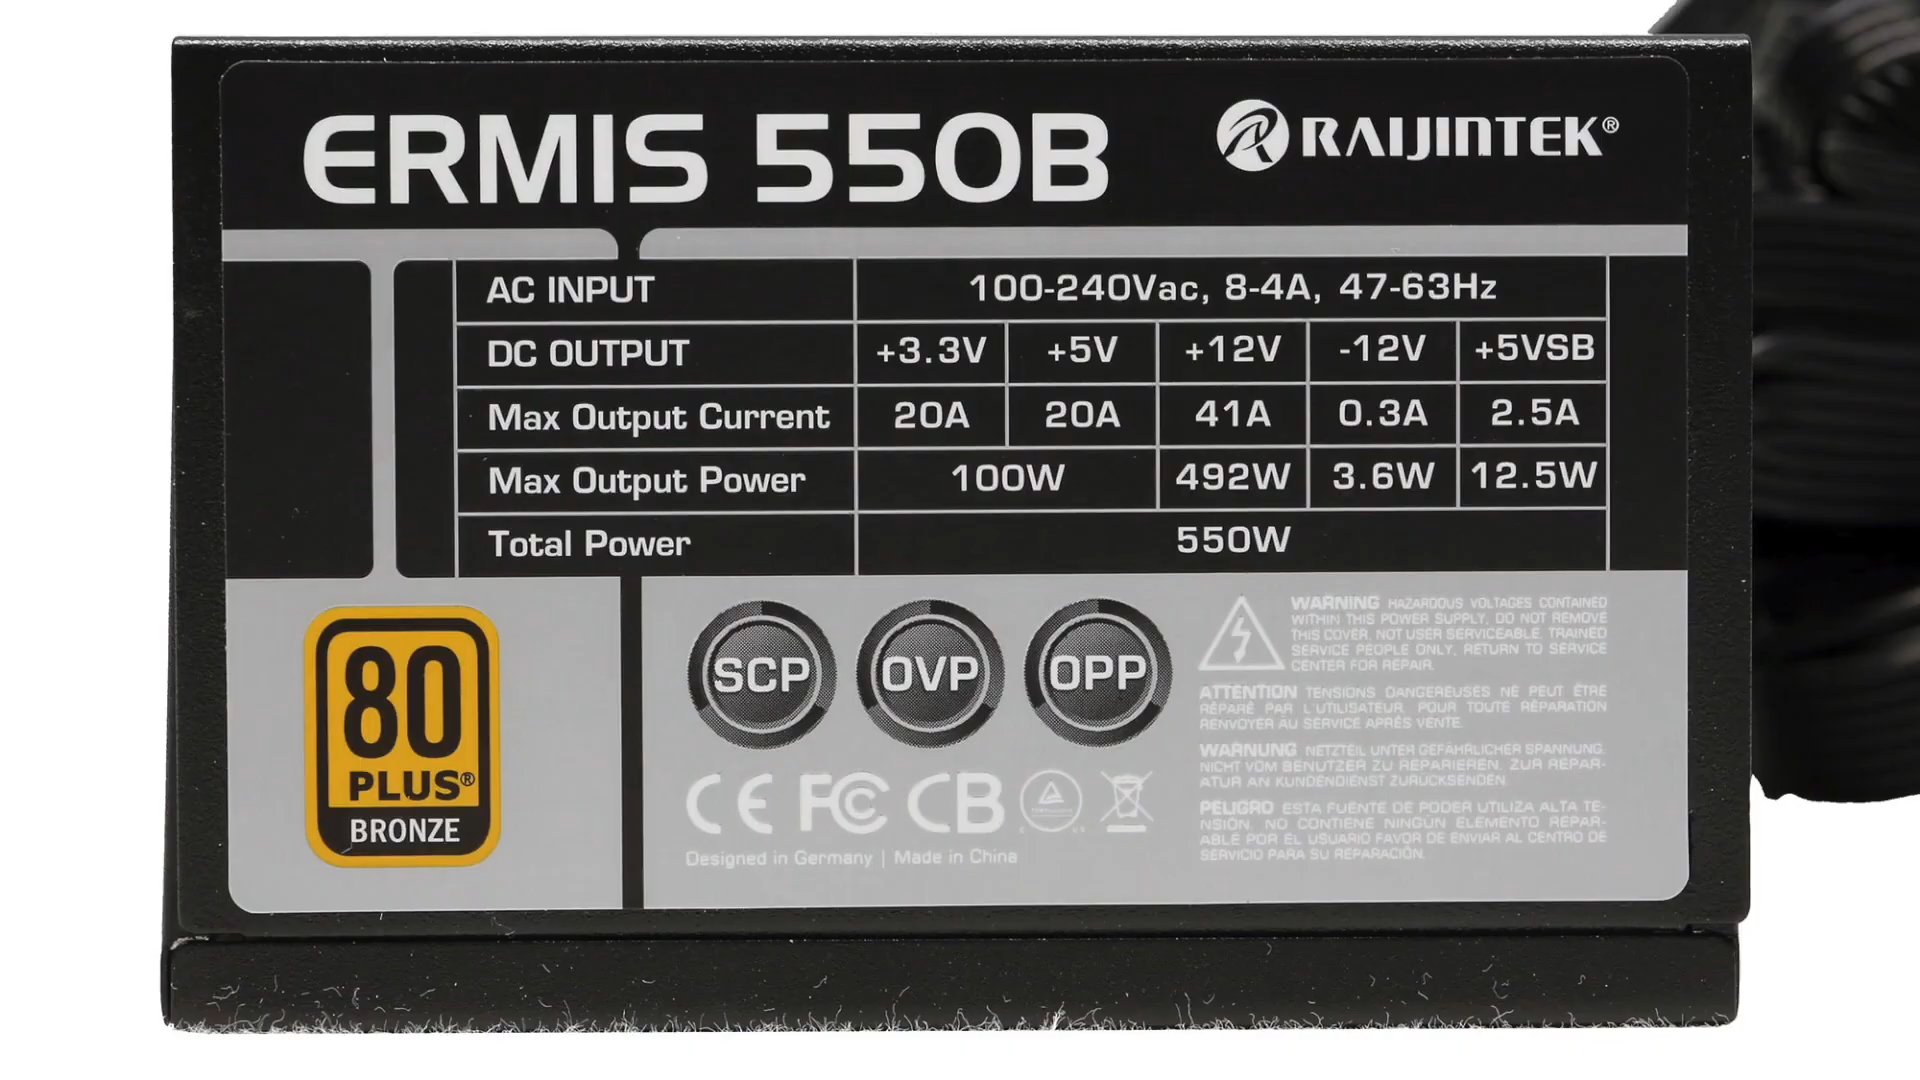 ERMIS 550B
RAIJINTEK®
AC INPUT 100-240Vac, 8-4A, 47-63Hz
DC OUTPUT +3.3V +5V +12V -12V +5VSB
Max Output Current 20A 20A 41A 0.3A 2.5A
Max Output Power 100W 492W 3.6W 12.5W
Total Power 550W
80
PLUS®
BRONZE
SCP OVP OPP
CE FC CB
Designed in Germany | Made in China
WARNING HAZARDOUS VOLTAGES CONTAINED
WITHIN THIS POWER SUPPLY, DO NOT REMOVE
THIS COVER, NOT USER SERVICEABLE. TRAINED
SERVICE PEOPLE ONLY, RETURN TO SERVICE
CENTER FOR REPAIR.
ATTENTION TENSIONS DANGEREUSES NE PEUT ÊTRE
RÉPARÉ PAR L'UTILISATEUR. POUR TOUTE RÉPARATION
RENVOYER AU SERVICE APRÉS VENTE.
WARNUNG NETZTEIL UNTER GEFÄHRLICHER SPANNUNG.
NICHT VOM BENUTZER ZU REPARIEREN. ZUR REPAR-
ATUR AN KUNDENDIENST ZURÜCKSENDEN.
PELIGRO ESTA FUENTE DE PODER UTILIZA ALTA TE-
NSIÓN. NO CONTIENE NINGÚN ELEMENTO REPAR-
ABLE POR EL USUARIO FAVOR DE ENVIAR AL CENTRO DE
SERVICIO PARA SU REPARACIÓN.